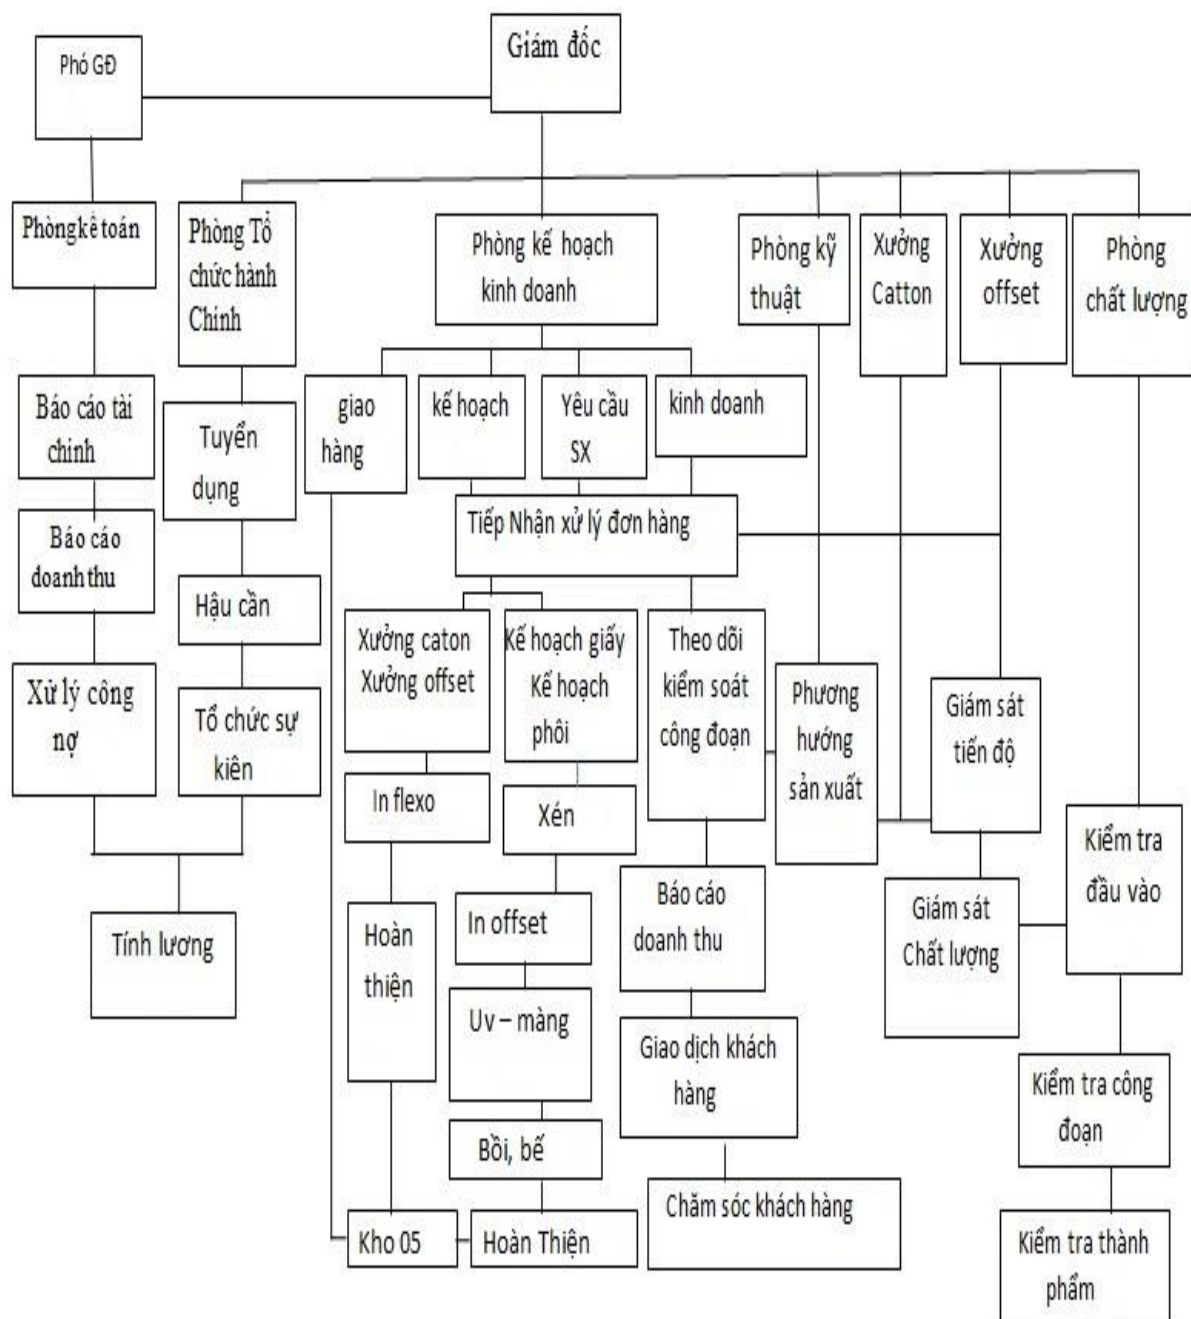 Giám đốc
Phó GĐ
Phòng kê toán
Phòng Tổ
chức hành
Chinh
Phòng kế hoạch
kinh doanh
Phòng kỹ
thuật
Xưởng
Catton
Xưởng
offset
Phòng
chất lượng
Báo cáo tài
chinh
Tuyển
dụng
giao
hàng
kế hoạch
Yêu cầu
SX
kinh doanh
Tiếp Nhận xử lý đơn hàng
Báo cáo
doanh thu
Hậu cần
Xưởng caton
Xưởng offset
Kế hoạch giấy
Kế hoạch
phôi
Theo dõi
kiểm soát
công đoạn
Phương
hướng
sản xuất
Giám sát
tiến độ
Xử lý công
nợ
Tổ chức sự
kiên
In flexo
Xén
Kiểm tra
đầu vào
Tính lương
Hoàn
thiện
In offset
Báo cáo
doanh thu
Giám sát
Chất lượng
Uv – màng
Giao dịch khách
hàng
Kiểm tra công
đoạn
Bồi, bế
Chăm sóc khách hàng
Kho 05
Hoàn Thiện
Kiểm tra thành
phẩm